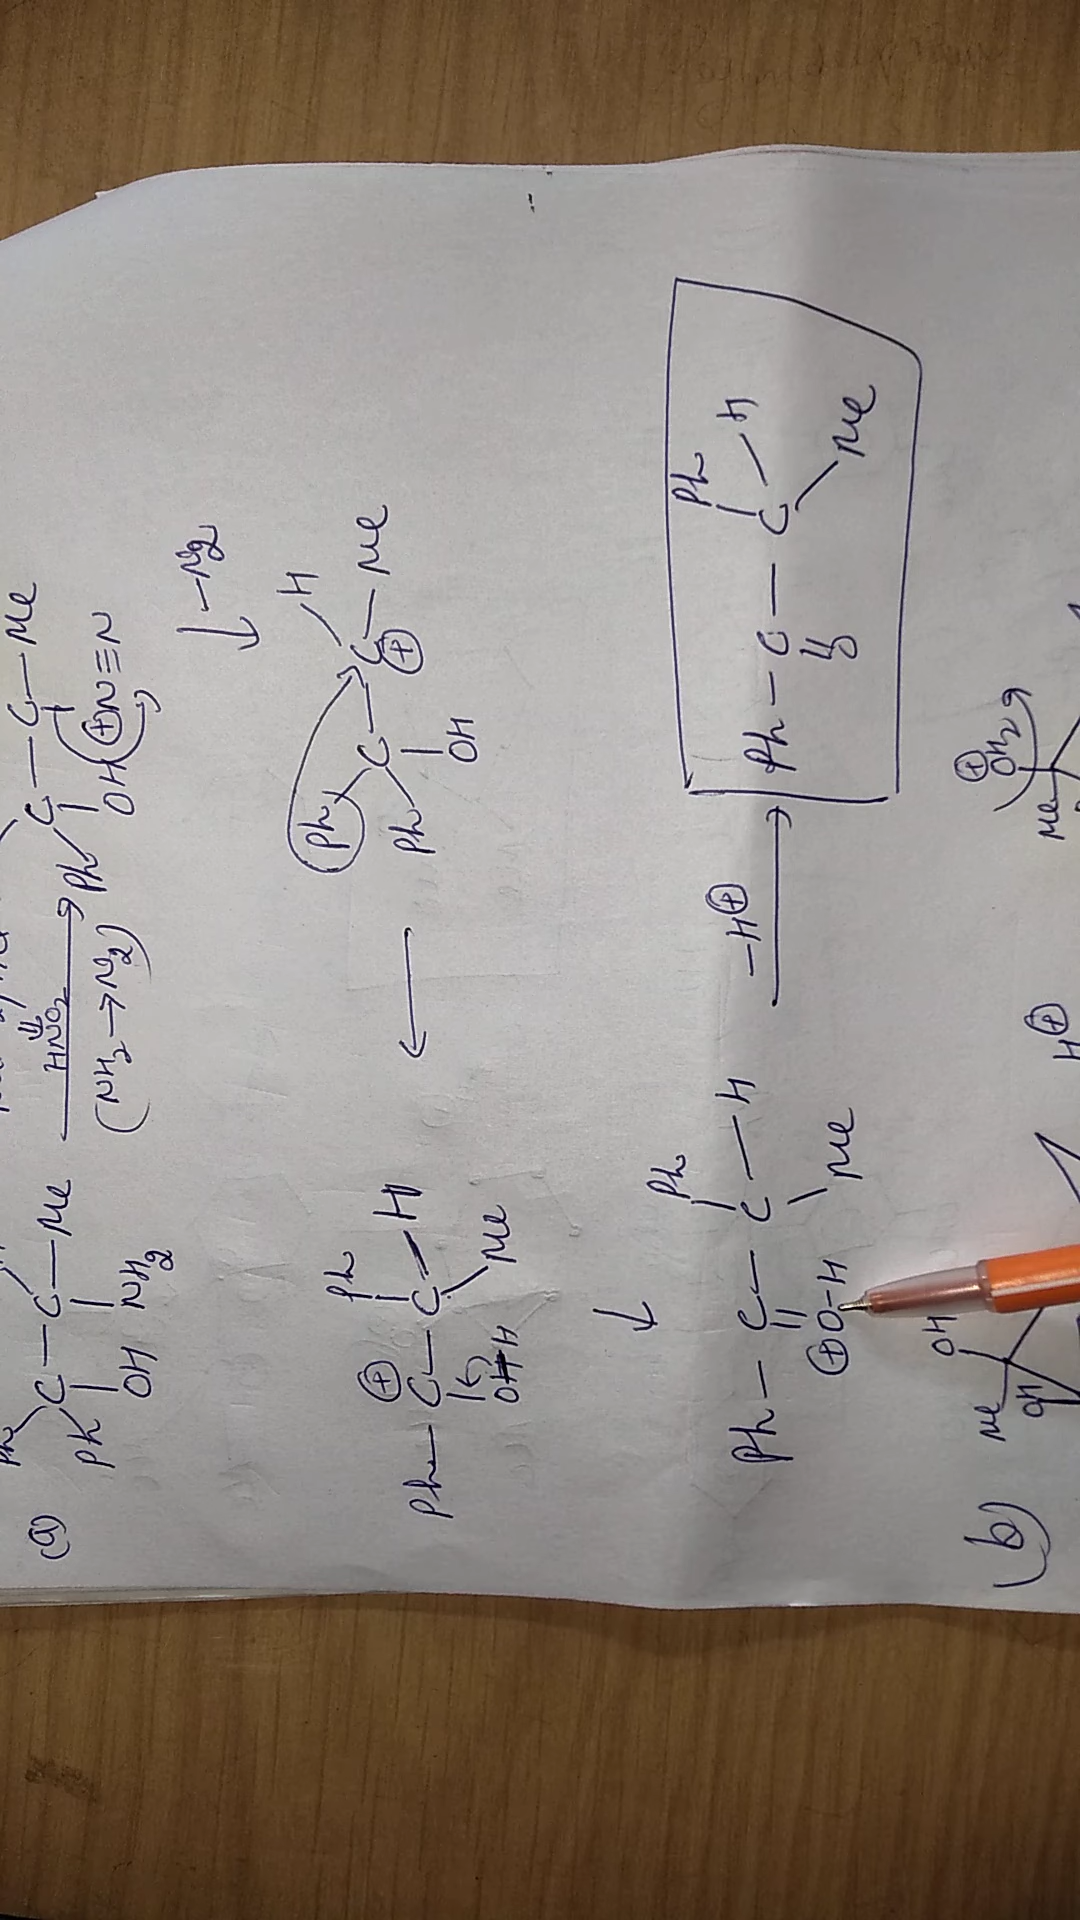 (a) Ph Ph C — C — Me OH NH2 HNO2 (NH2 → N2) Ph C — C — Me OH ⊕N≡N
↓ -N2
Ph — C⊕ — C — H Ph OH Me ← Ph Ph C — C — Me H OH ⊕
↓
Ph — C — C — H Ph ⊕O-H Me -H⊕ → Ph — C — C — H Ph O Me
(b) Me OH OH H⊕ Me ⊕OH2